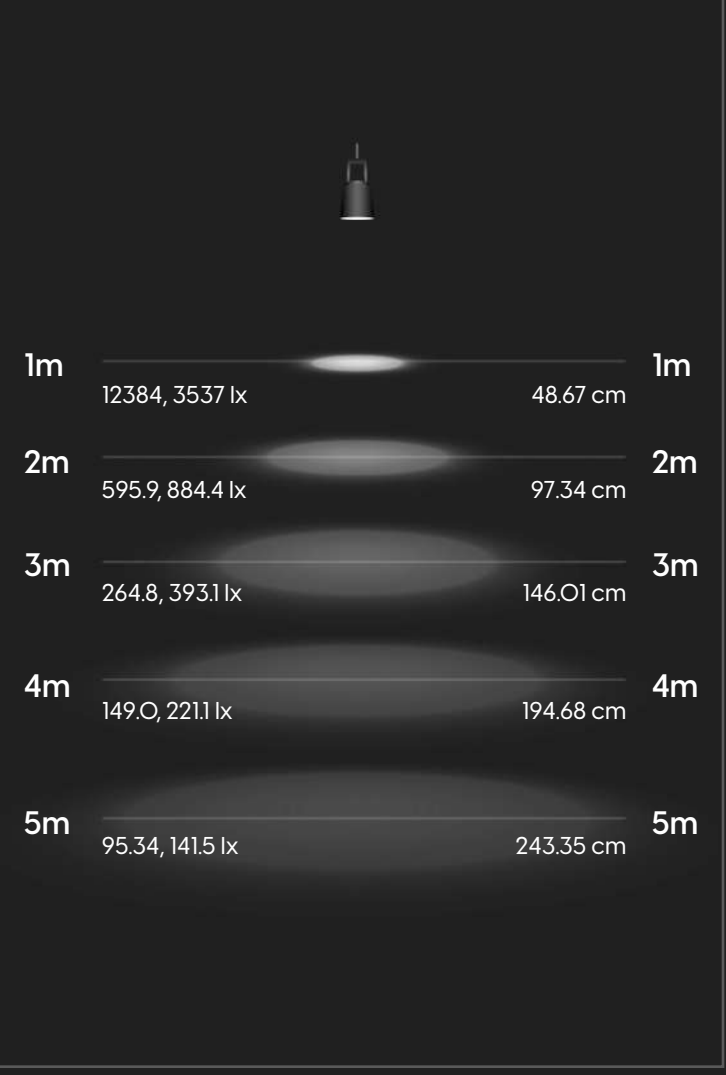 1m 1m
12384, 3537 lx 48.67 cm
2m 2m
595.9, 884.4 lx 97.34 cm
3m 3m
264.8, 393.1 lx 146.01 cm
4m 4m
149.0, 221.1 lx 194.68 cm
5m 5m
95.34, 141.5 lx 243.35 cm